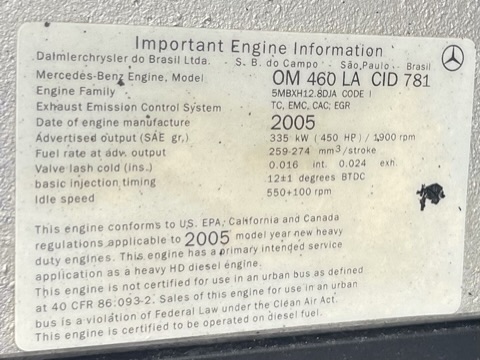 Important Engine Information
Daimlerchrysler do Brasil Ltda. S. B. do Campo - São,Paulo - Brasil
Mercedes-Benz Engine, Model OM 460 LA CID 781
Engine Family 5MBXH12.8DJA CODE I
Exhaust Emission Control System TC, EMC, CAC; EGR
Date of engine manufacture 2005
Advertised output (SAE gr.) 335 kW (450 HP) / 1,900 rpm
Fuel rate at adv. output 259-274 mm³/stroke
Valve lash cold (ins.) 0.016 int. 0.024 exh.
basic injection timing 12±1 degrees BTDC
Idle speed 550+100 rpm
This engine conforms to US. EPA, California and Canada
regulations applicable to 2005 model year new heavy
duty engines. This engine has a primary intended service
application as a heavy HD diesel engine.
This engine is not certified for use in an urban bus as defined
at 40 CFR 86.093-2. Sales of this engine for use in an urban
bus is a violation of Federal Law under the Clean Air Act.
This engine is certified to be operated on diesel fuel.